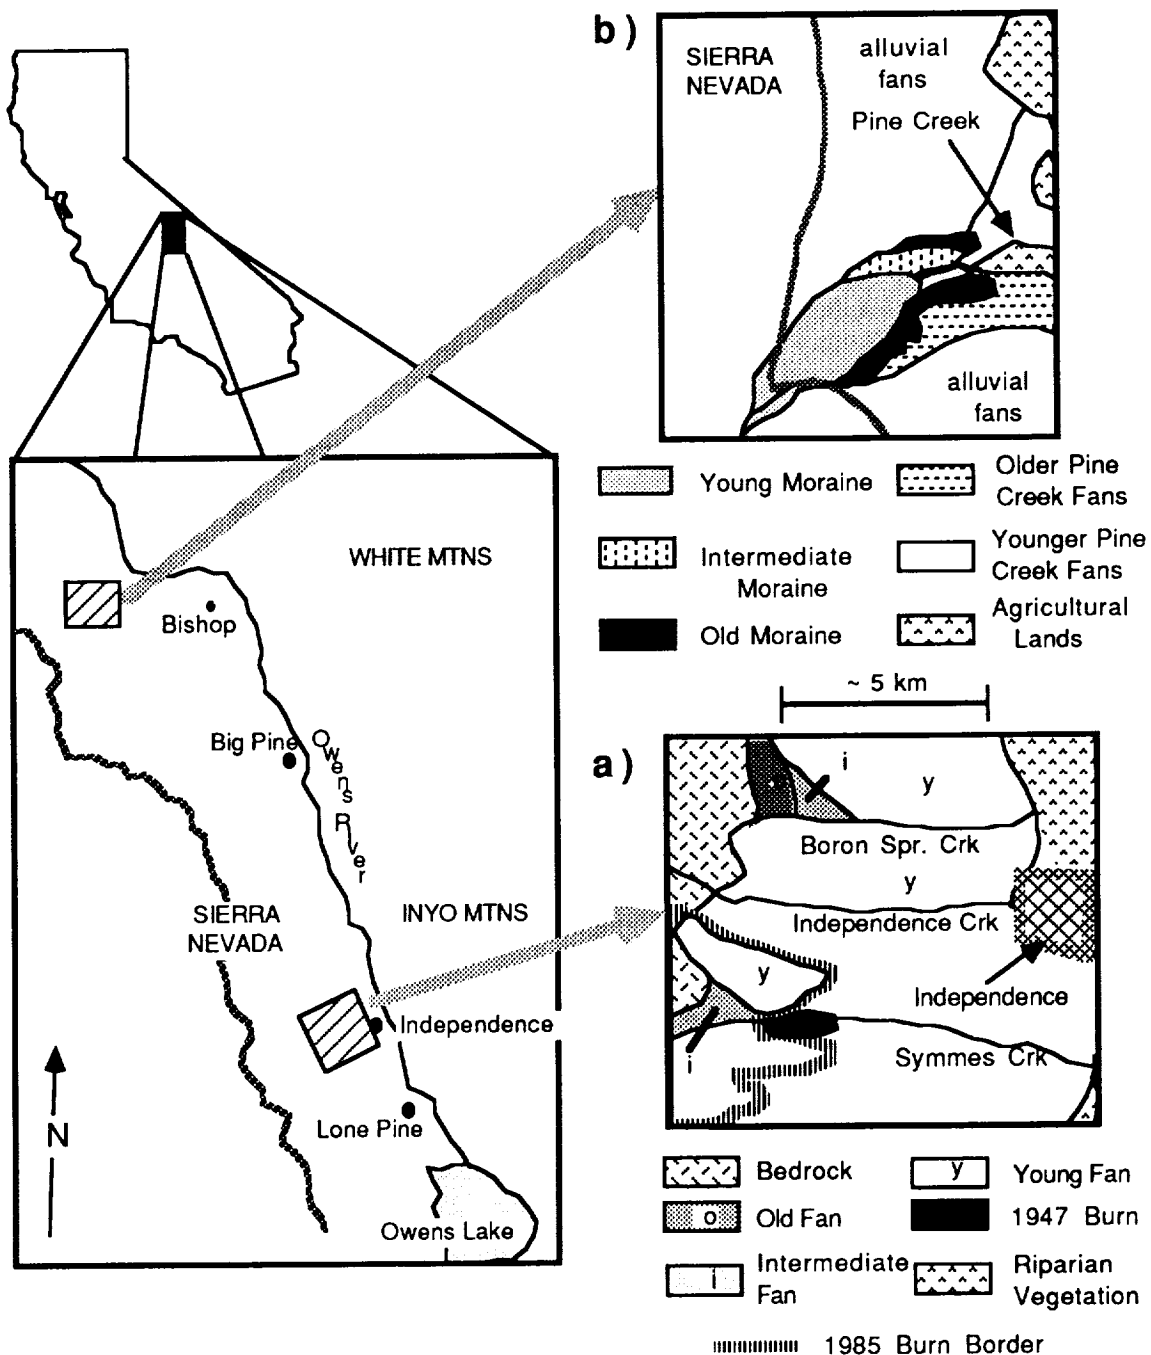 b)
SIERRA
NEVADA
alluvial
fans
Pine Creek
alluvial
fans
Young Moraine
Older Pine
Creek Fans
Intermediate
Moraine
Younger Pine
Creek Fans
Old Moraine
Agricultural
Lands
~ 5 km
WHITE MTNS
Bishop
Big Pine
Owens River
SIERRA
NEVADA
INYO MTNS
Independence
Lone Pine
N
Owens Lake
a)
o
i
y
Boron Spr. Crk
y
Independence Crk
y
Independence
i
Symmes Crk
Bedrock
y
Young Fan
o
Old Fan
1947 Burn
i
Intermediate
Fan
Riparian
Vegetation
1985 Burn Border